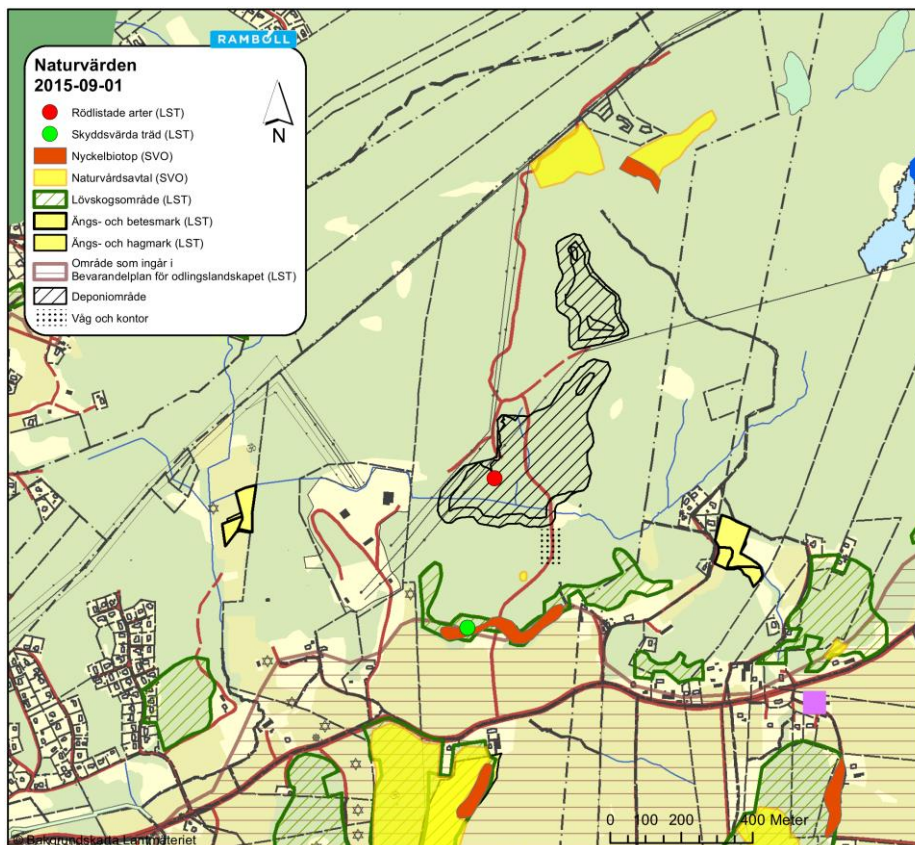 RAMBOLL
Naturvärden
2015-09-01
N
Rödlistade arter (LST)
Skyddsvärda träd (LST)
Nyckelbiotop (SVO)
Naturvårdsavtal (SVO)
Lövskogsområde (LST)
Ängs- och betesmark (LST)
Ängs- och hagmark (LST)
Område som ingår i
Bevarandelplan för odlingslandskapet (LST)
Deponiområde
Våg och kontor
0 100 200 400 Meter
© Bakgrundskarta Lantmäteriet